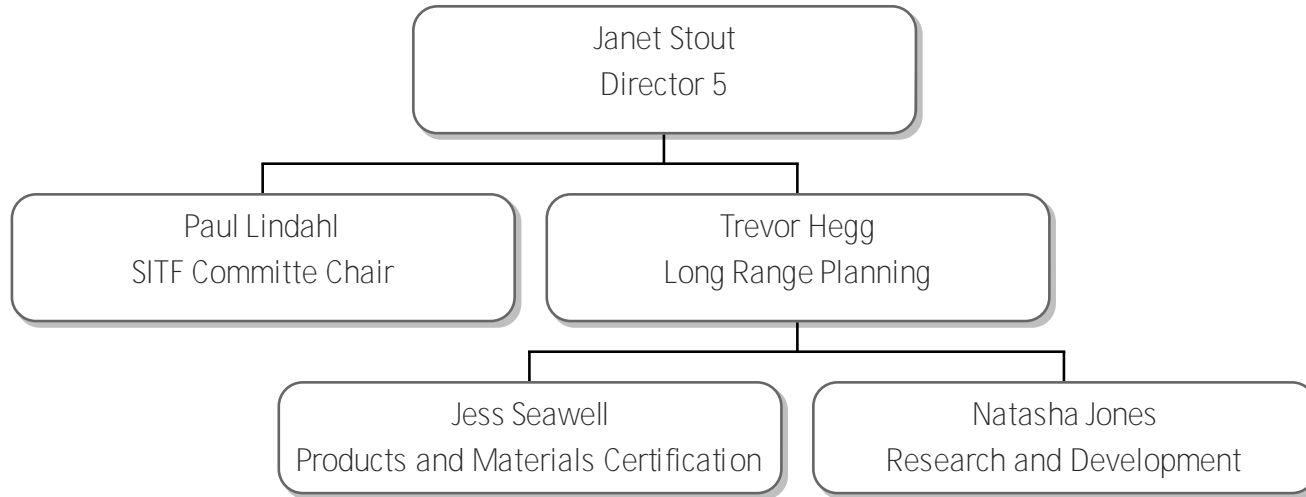 Janet Stout
Director 5
Paul Lindahl
SITF Committe Chair
Trevor Hegg
Long Range Planning
Jess Seawell
Products and Materials Certification
Natasha Jones
Research and Development